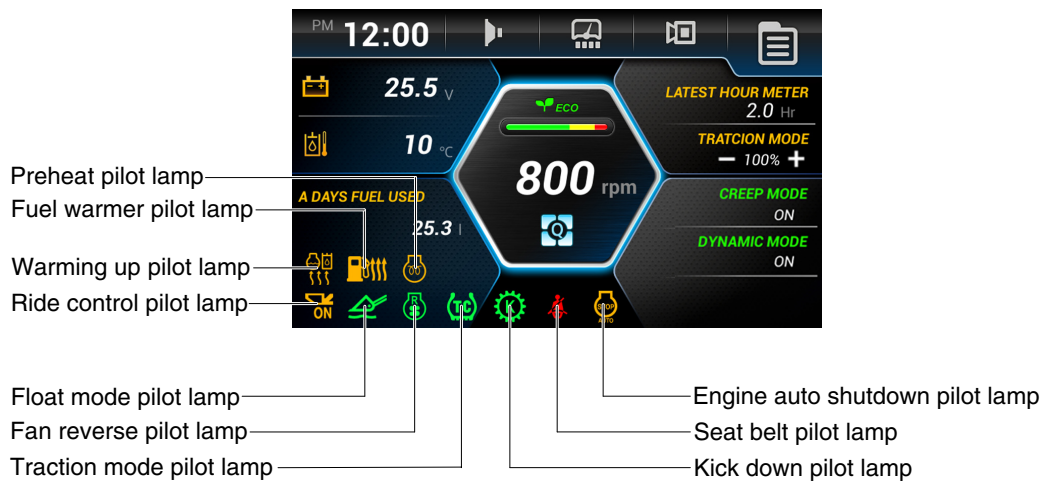 PM 12:00
25.5 V
10 °C
A DAYS FUEL USED
25.3 l
ECO
800 rpm
Q
LATEST HOUR METER
2.0 Hr
TRATCION MODE
100%
CREEP MODE
ON
DYNAMIC MODE
ON
ON
R
TC
K
STOP
AUTO
Preheat pilot lamp
Fuel warmer pilot lamp
Warming up pilot lamp
Ride control pilot lamp
Float mode pilot lamp
Fan reverse pilot lamp
Traction mode pilot lamp
Engine auto shutdown pilot lamp
Seat belt pilot lamp
Kick down pilot lamp